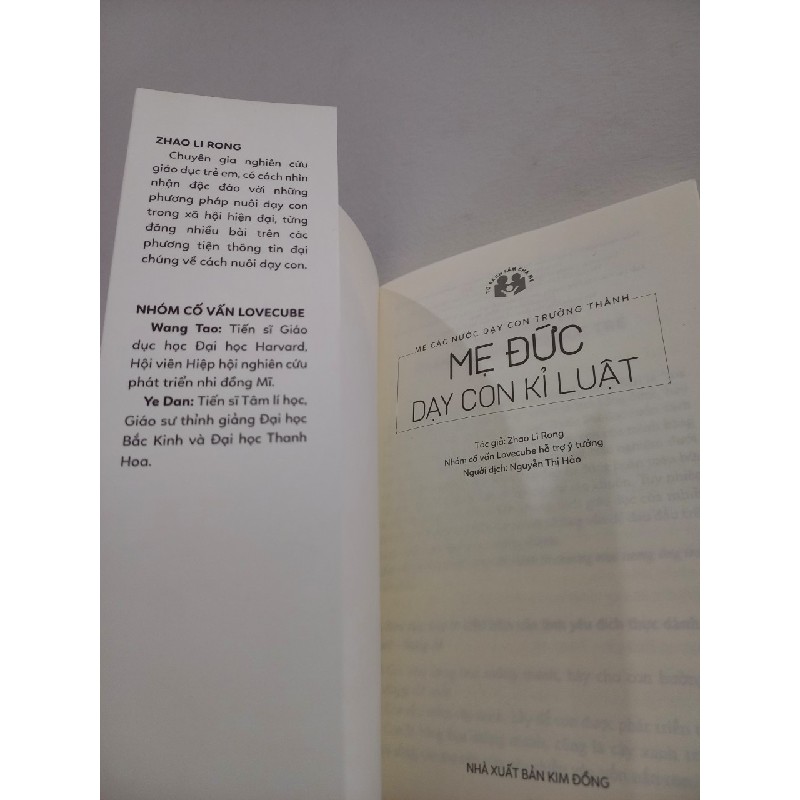 ZHAO LI RONG
Chuyên gia nghiên cứu
giáo dục trẻ em, có cách nhìn
nhận độc đáo với những
phương pháp nuôi dạy con
trong xã hội hiện đại, từng
đăng nhiều bài trên các
phương tiện thông tin đại
chúng về cách nuôi dạy con.
NHÓM CỐ VẤN LOVECUBE
Wang Tao: Tiến sĩ Giáo
dục học Đại học Harvard,
Hội viên Hiệp hội nghiên cứu
phát triển nhi đồng Mĩ.
Ye Dan: Tiến sĩ Tâm lí học,
Giáo sư thỉnh giảng Đại học
Bắc Kinh và Đại học Thanh
Hoa.
MẸ CÁC NƯỚC DẠY CON TRƯỞNG THÀNH
MẸ ĐỨC
DẠY CON KỈ LUẬT
Tác giả: Zhao Li Rong
Nhóm cố vấn Lovecube hỗ trợ ý tưởng
Người dịch: Nguyễn Thị Hảo
NHÀ XUẤT BẢN KIM ĐỒNG